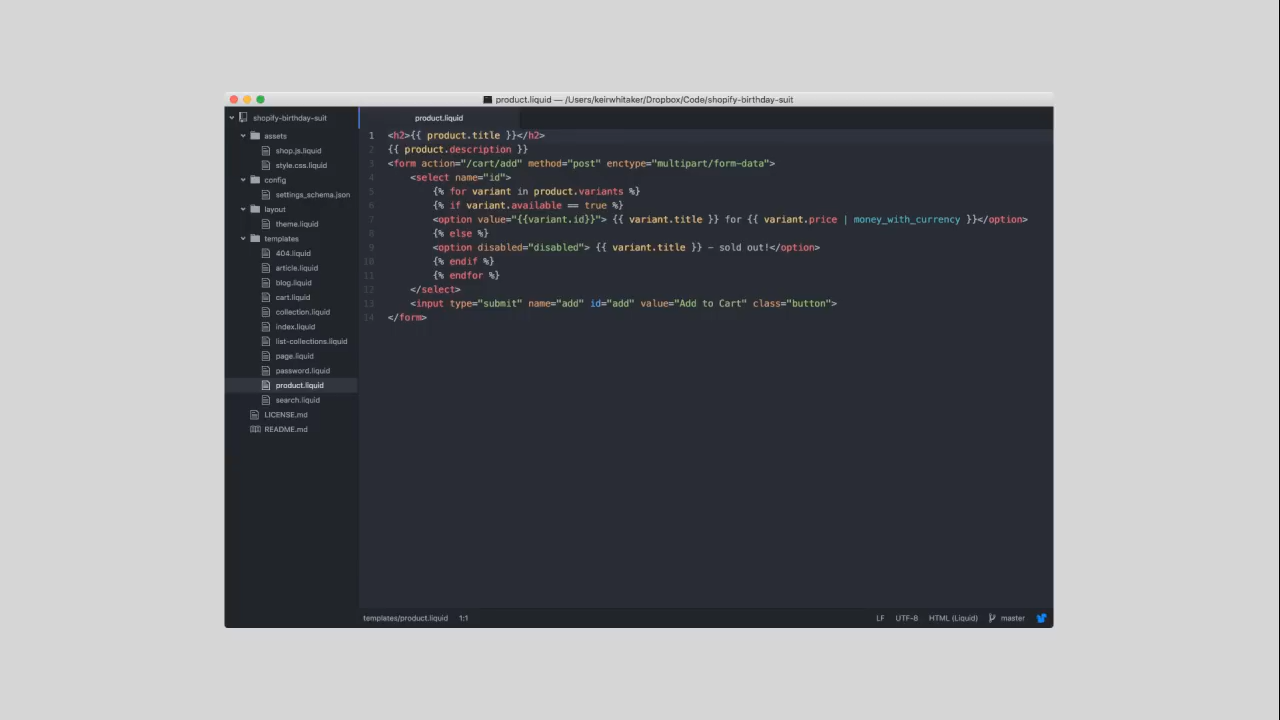 product.liquid — /Users/keirwhitaker/Dropbox/Code/shopify-birthday-suit
shopify-birthday-suit
assets
shop.js.liquid
style.css.liquid
config
settings_schema.json
layout
theme.liquid
templates
404.liquid
article.liquid
blog.liquid
cart.liquid
collection.liquid
index.liquid
list-collections.liquid
page.liquid
password.liquid
product.liquid
search.liquid
LICENSE.md
README.md
product.liquid
1 <h2>{{ product.title }}</h2>
2 {{ product.description }}
3 <form action="/cart/add" method="post" enctype="multipart/form-data">
4 <select name="id">
5 {% for variant in product.variants %}
6 {% if variant.available == true %}
7 <option value="{{variant.id}}"> {{ variant.title }} for {{ variant.price | money_with_currency }}</option>
8 {% else %}
9 <option disabled="disabled"> {{ variant.title }} – sold out!</option>
10 {% endif %}
11 {% endfor %}
12 </select>
13 <input type="submit" name="add" id="add" value="Add to Cart" class="button">
14 </form>
templates/product.liquid 1:1 LF UTF-8 HTML (Liquid) master